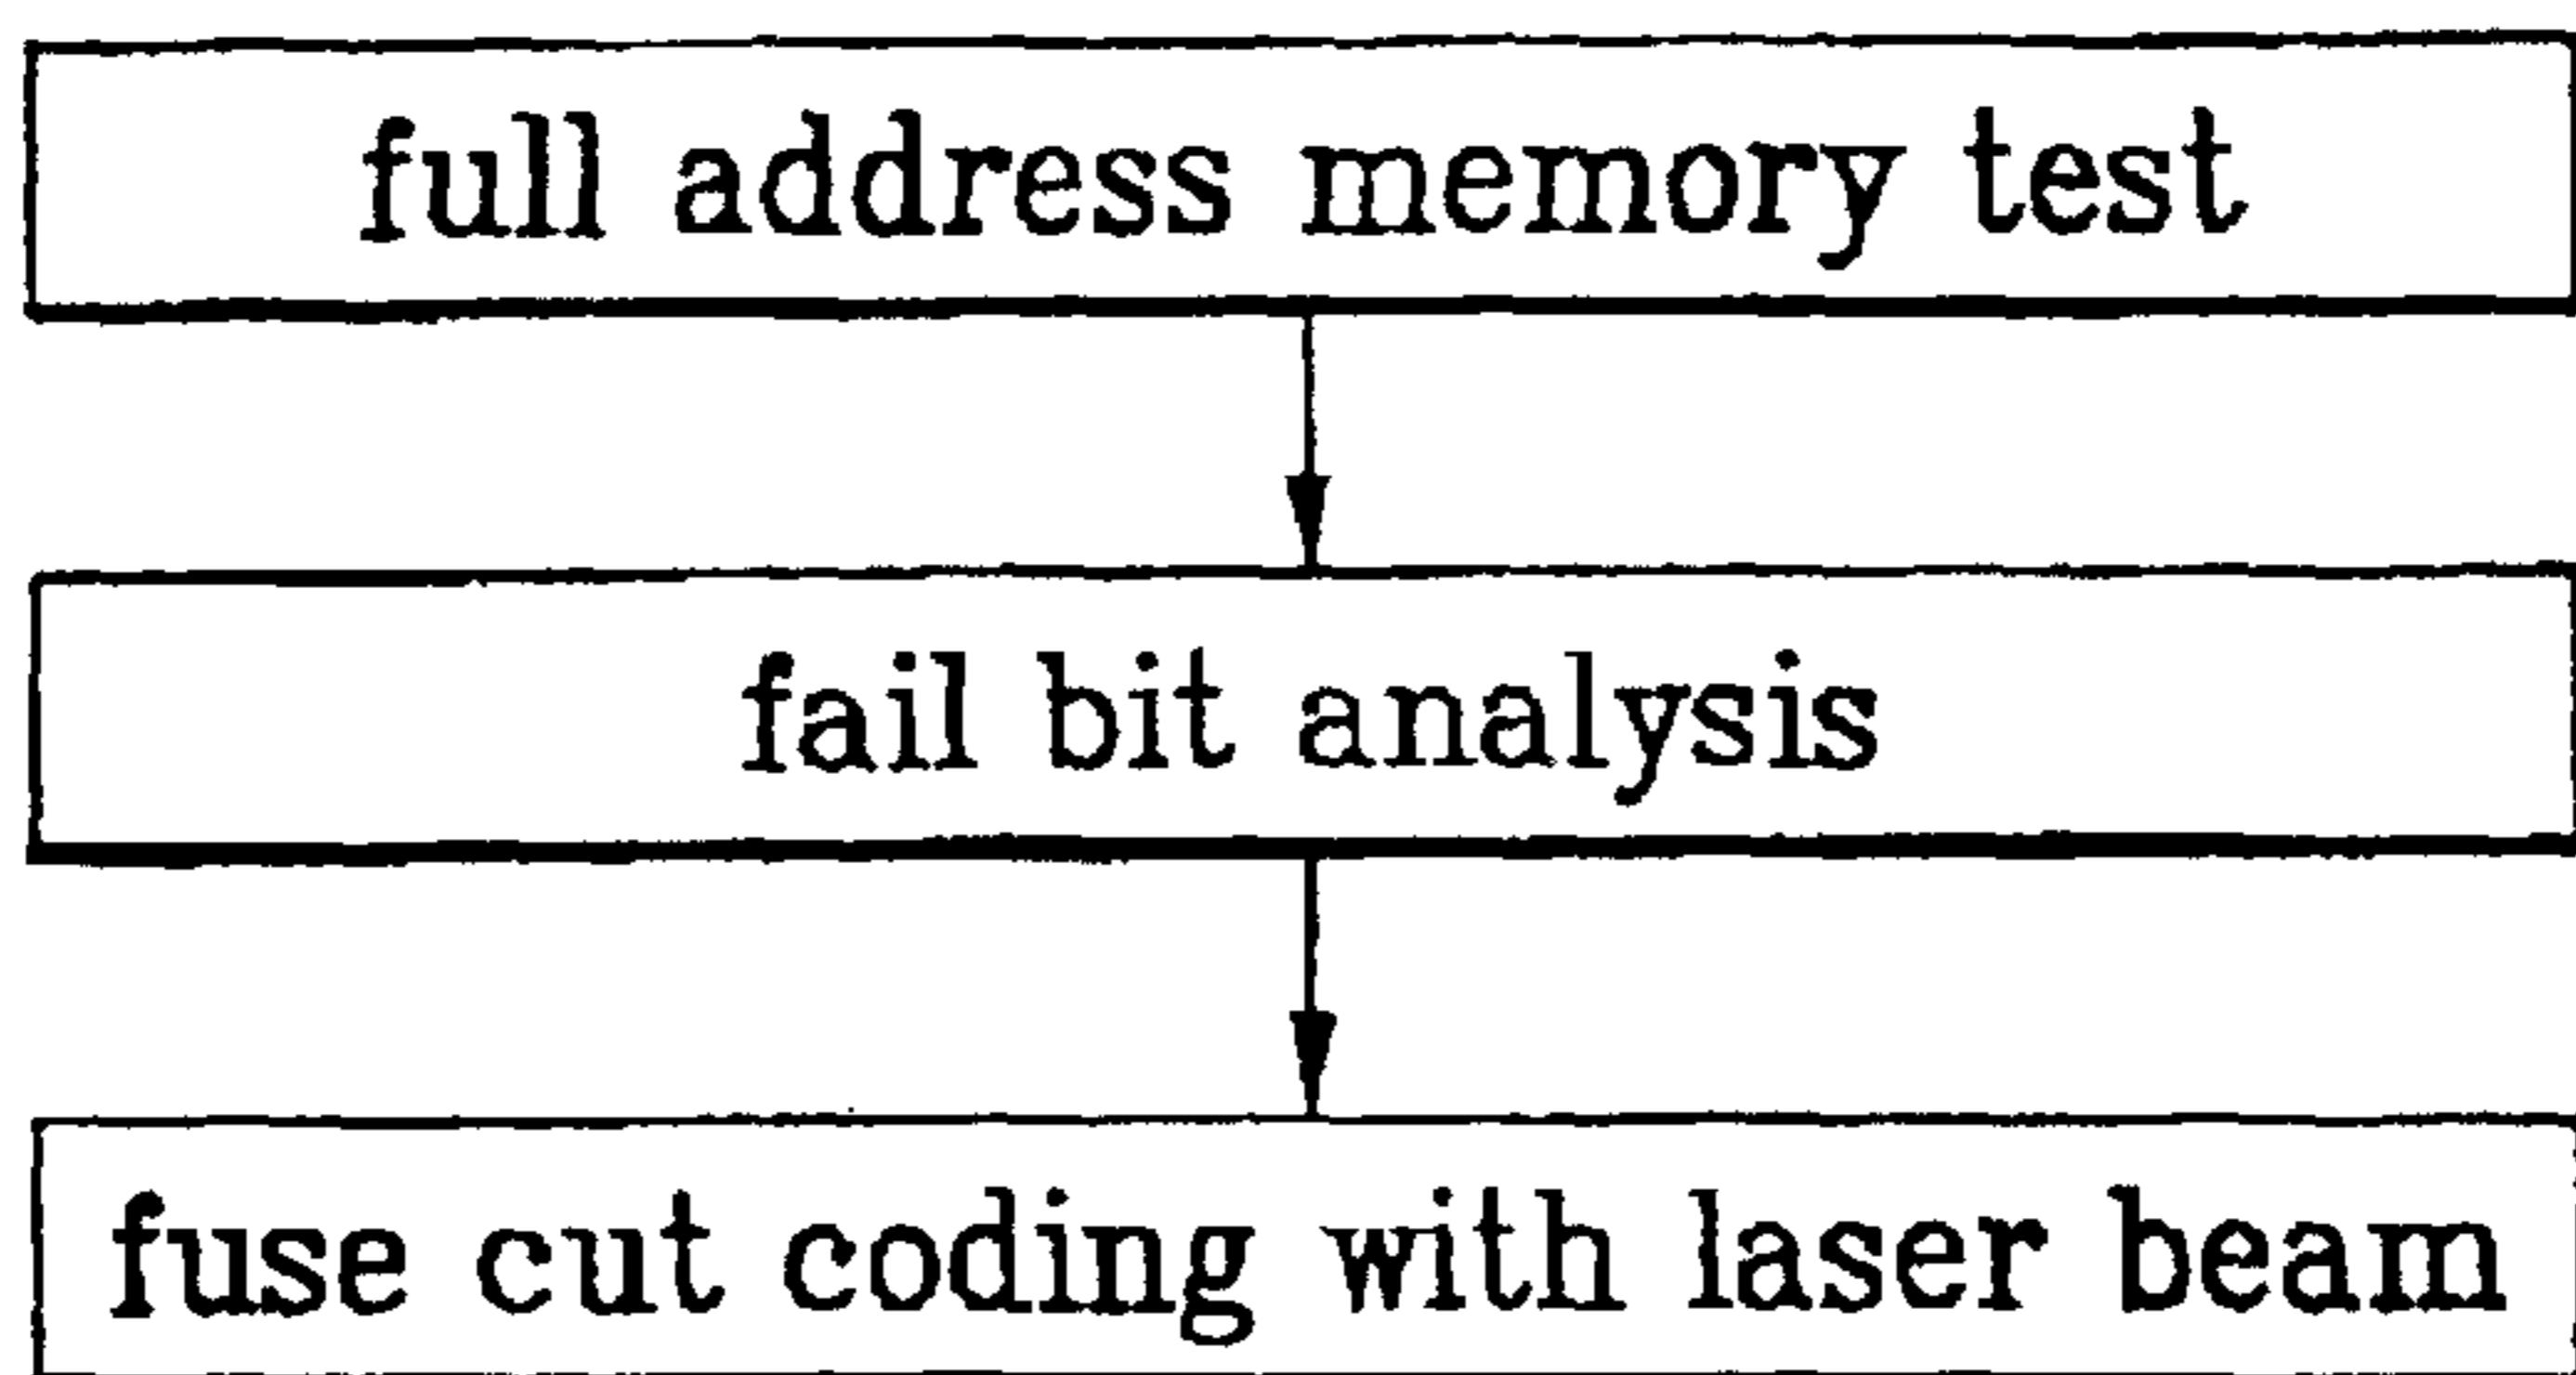 full address memory test
fail bit analysis
fuse cut coding with laser beam